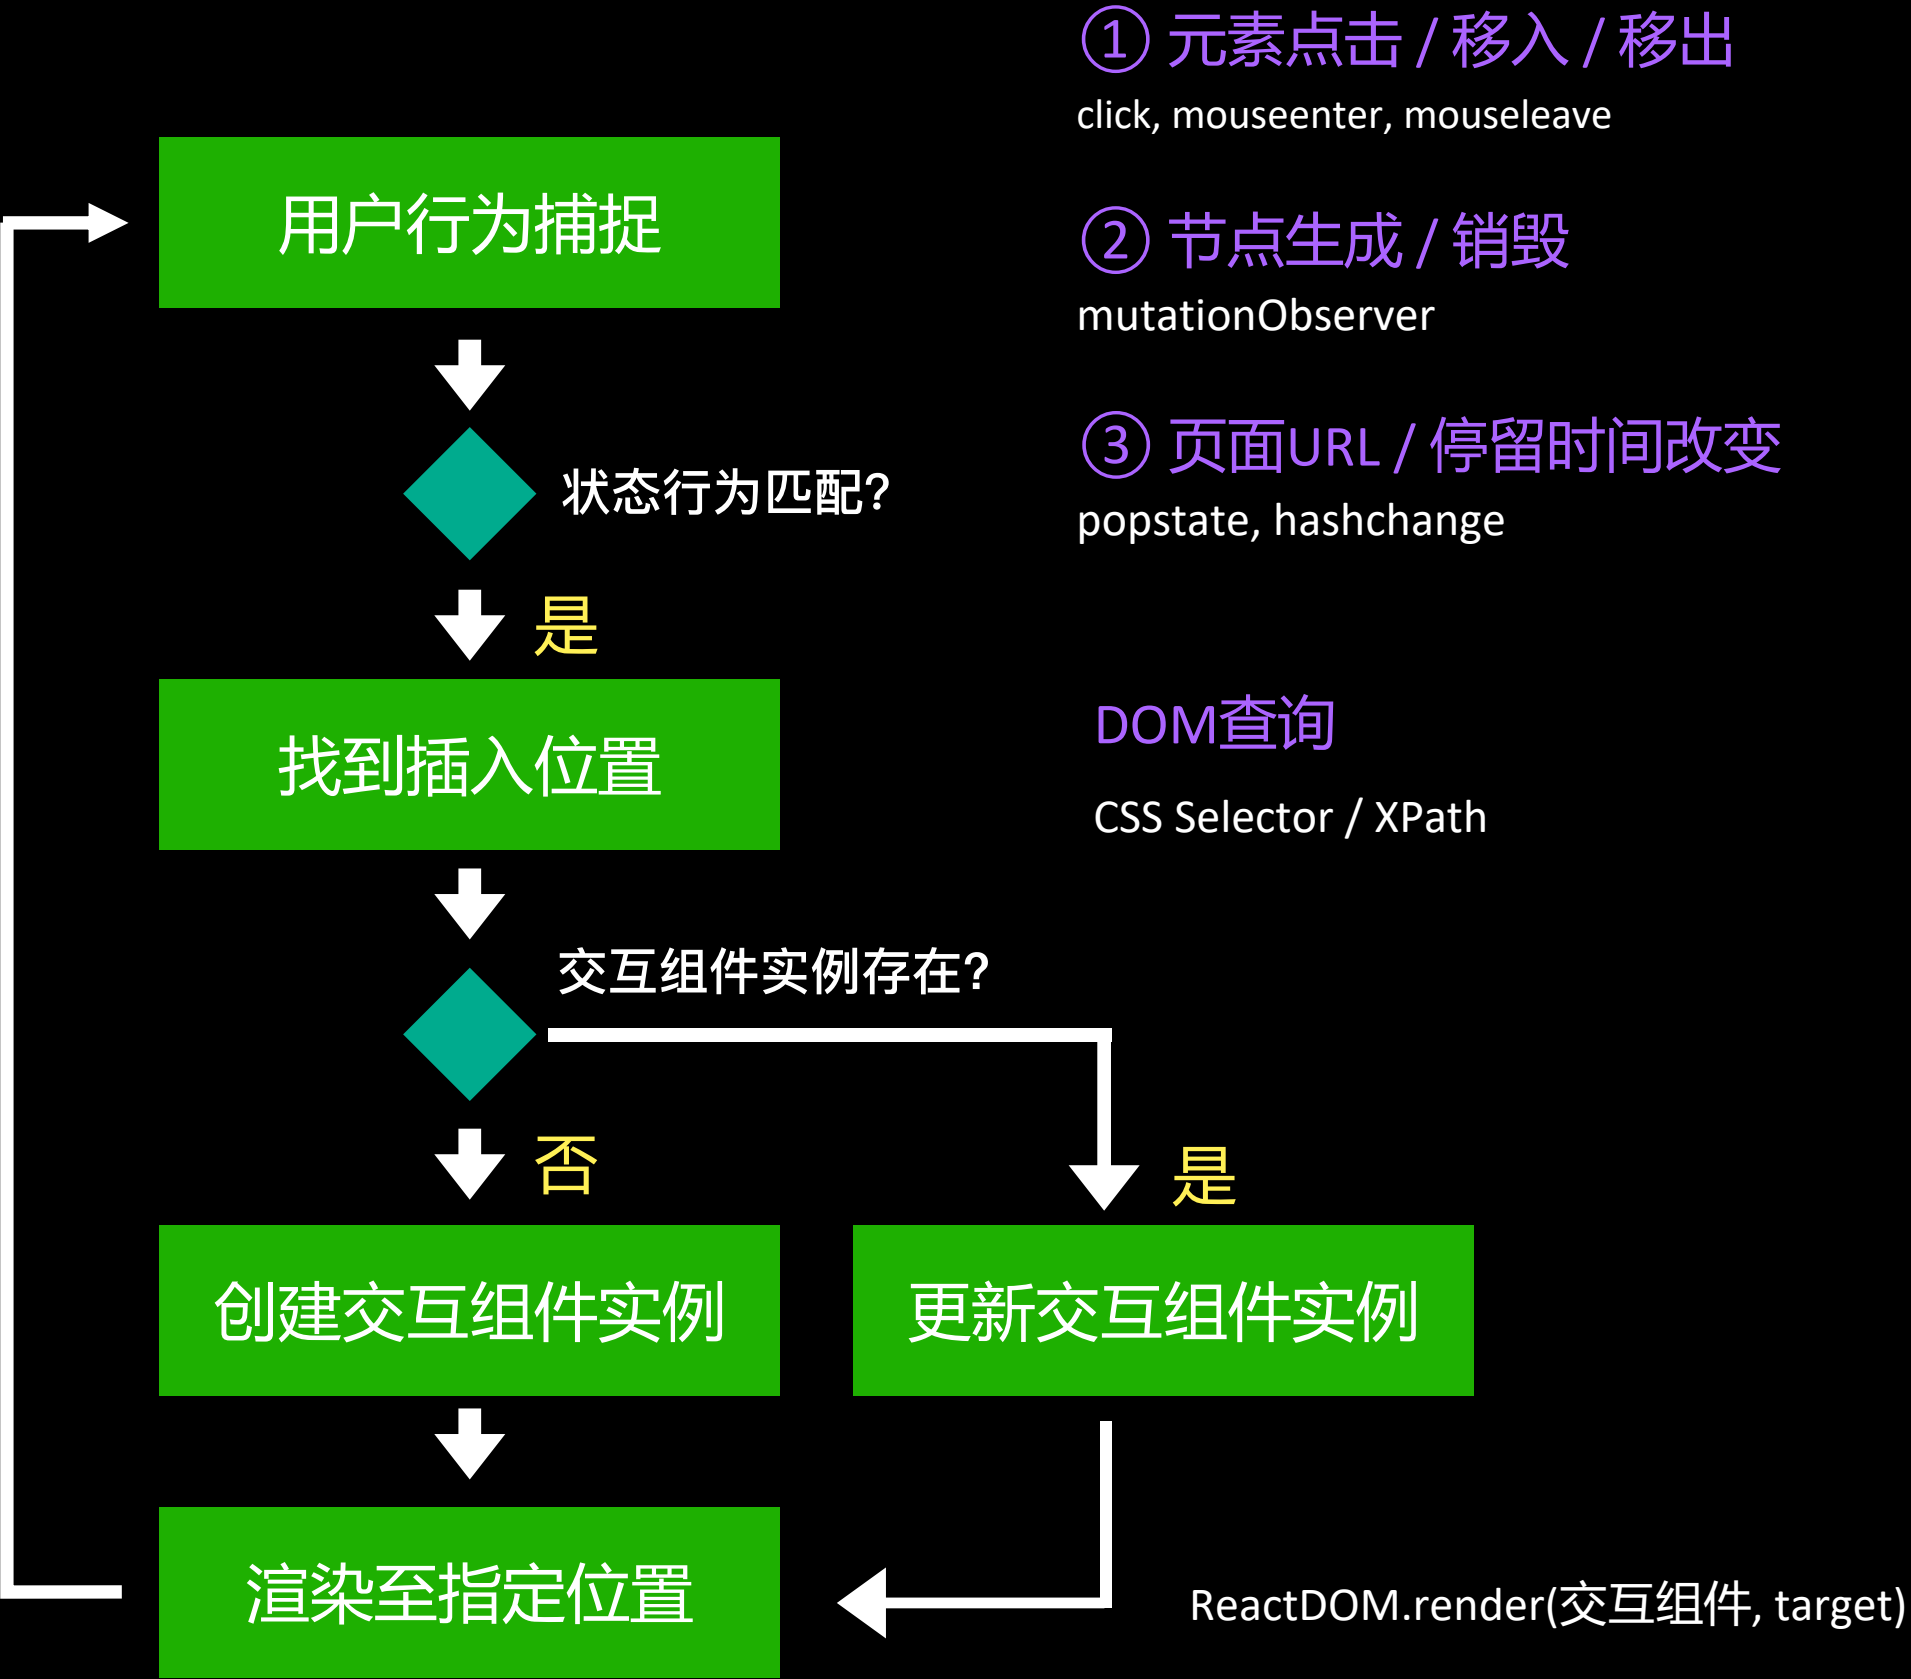 ① 元素点击 / 移入 / 移出
click, mouseenter, mouseleave
用户行为捕捉
② 节点生成 / 销毁
mutationObserver
③ 页面URL / 停留时间改变
popstate, hashchange
状态行为匹配?
是
找到插入位置
DOM查询
CSS Selector / XPath
交互组件实例存在?
否
是
创建交互组件实例
更新交互组件实例
渲染至指定位置
ReactDOM.render(交互组件, target)